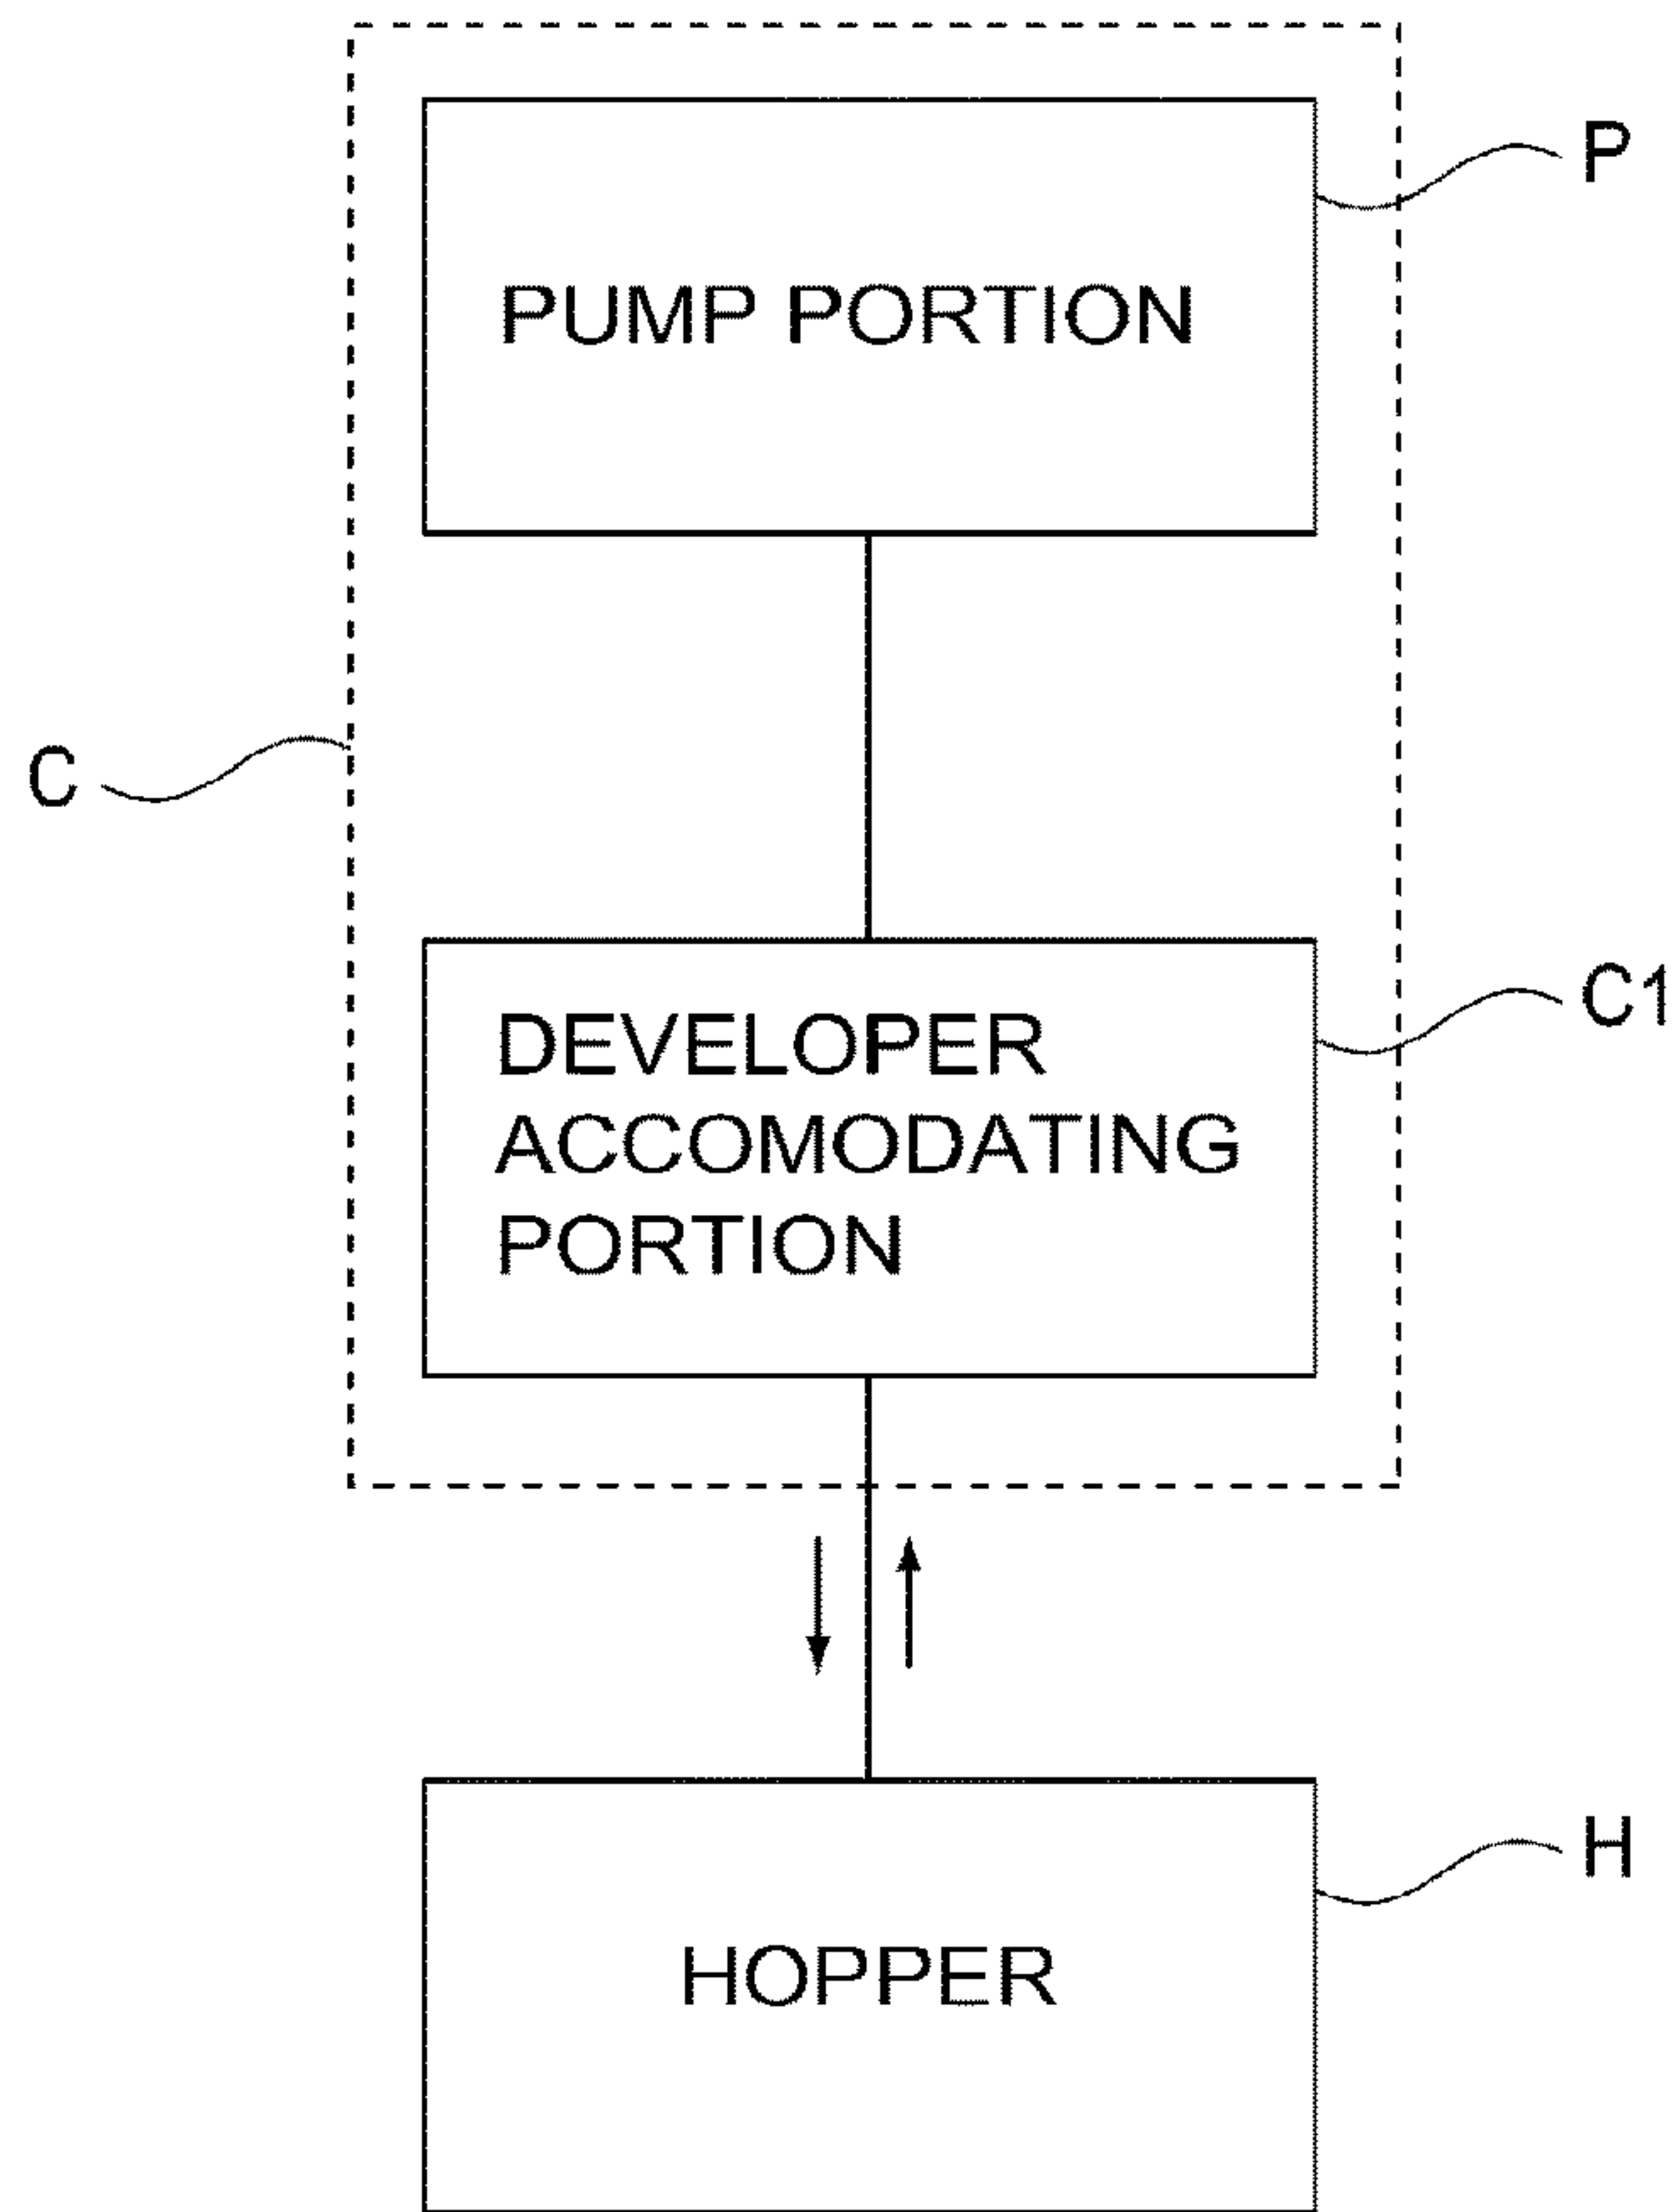 P
PUMP PORTION
C
C1
DEVELOPER
ACCOMODATING
PORTION
H
HOPPER